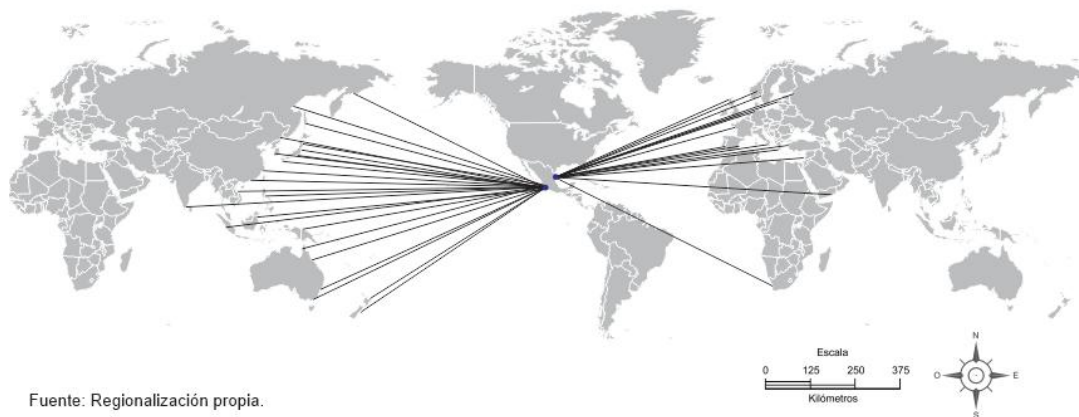 Escala
0 125 250 375
Kilómetros
N
O E
S
Fuente: Regionalización propia.